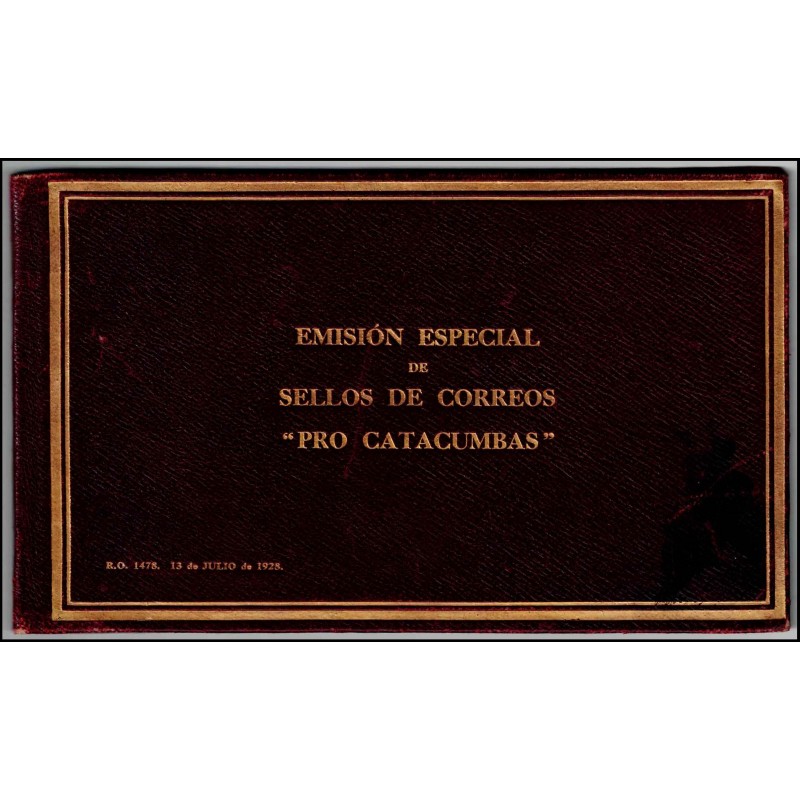 EMISIÓN ESPECIAL
DE
SELLOS DE CORREOS
"PRO CATACUMBAS"
R.O. 1478. 13 de JULIO de 1928.